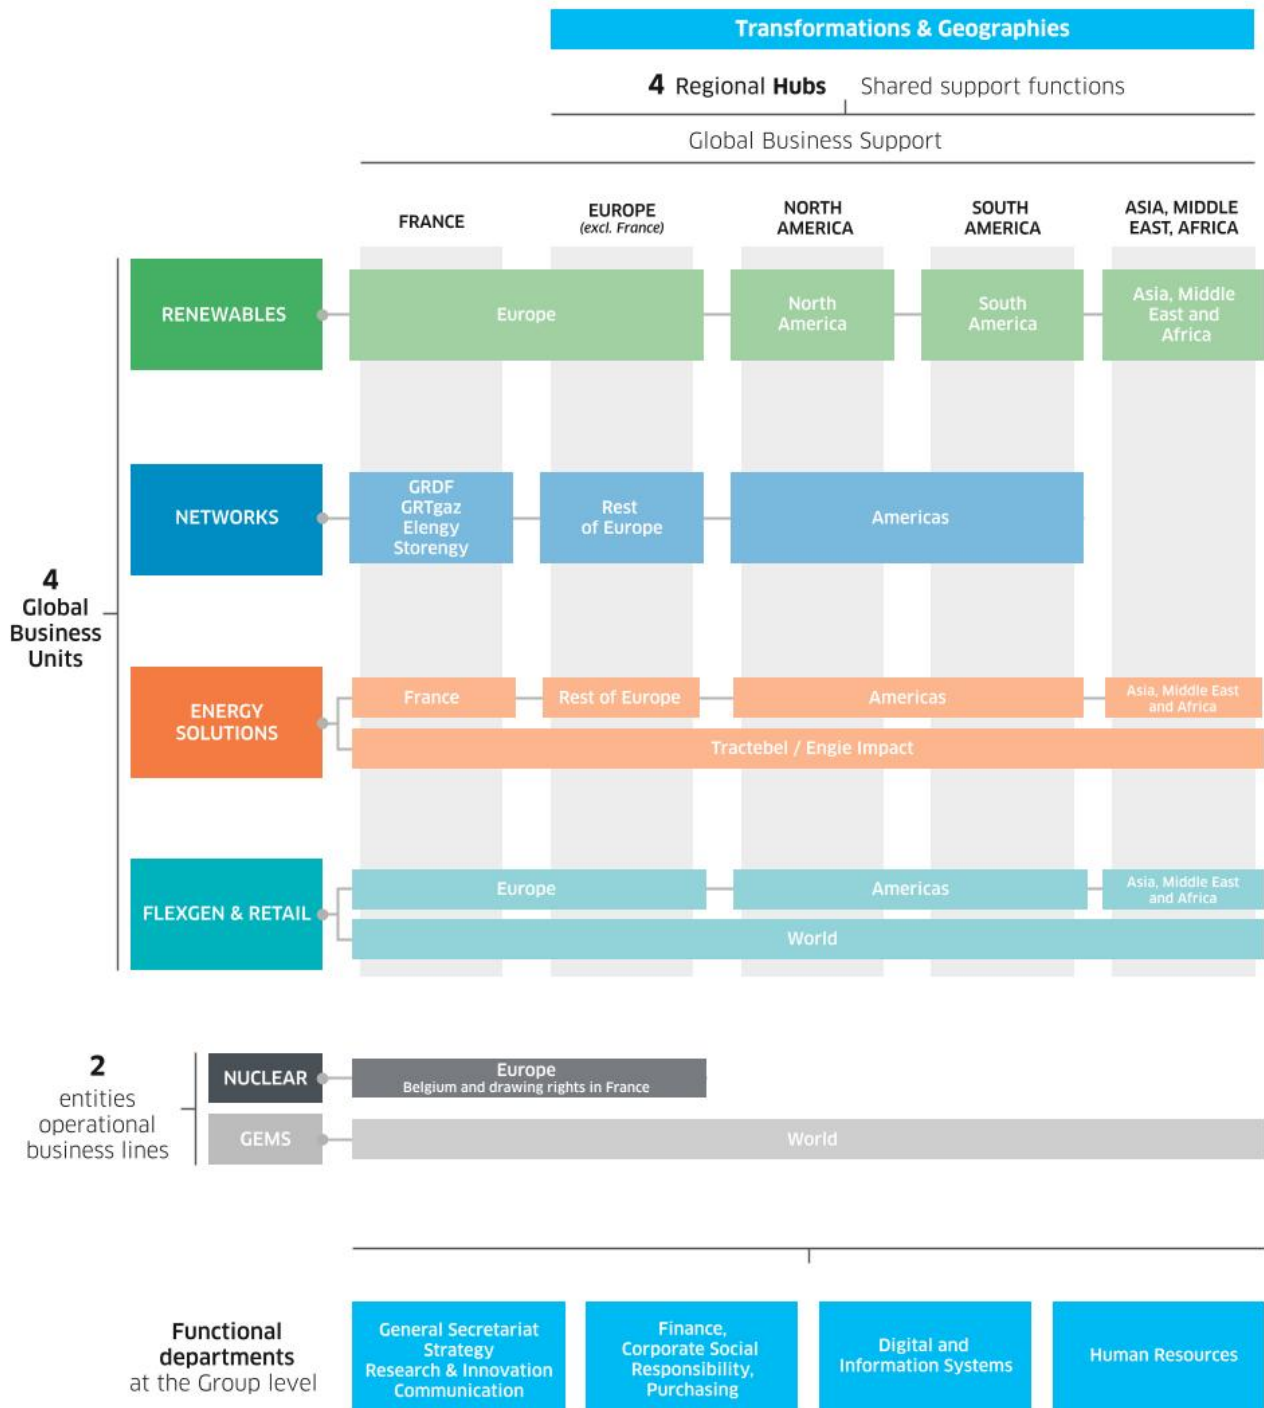 Transformations & Geographies
4 Regional Hubs
Shared support functions
Global Business Support
FRANCE
EUROPE
(excl. France)
NORTH
AMERICA
SOUTH
AMERICA
ASIA, MIDDLE
EAST, AFRICA
4
Global
Business
Units
RENEWABLES
Europe
North
America
South
America
Asia, Middle
East and
Africa
NETWORKS
GRDF
GRTgaz
Elengy
Storengy
Rest
of Europe
Americas
ENERGY
SOLUTIONS
France
Rest of Europe
Americas
Asia, Middle East
and Africa
Tractebel / Engie Impact
FLEXGEN & RETAIL
Europe
Americas
Asia, Middle East
and Africa
World
2
entities
operational
business lines
NUCLEAR
Europe
Belgium and drawing rights in France
GEMS
World
Functional
departments
at the Group level
General Secretariat
Strategy
Research & Innovation
Communication
Finance,
Corporate Social
Responsibility,
Purchasing
Digital and
Information Systems
Human Resources